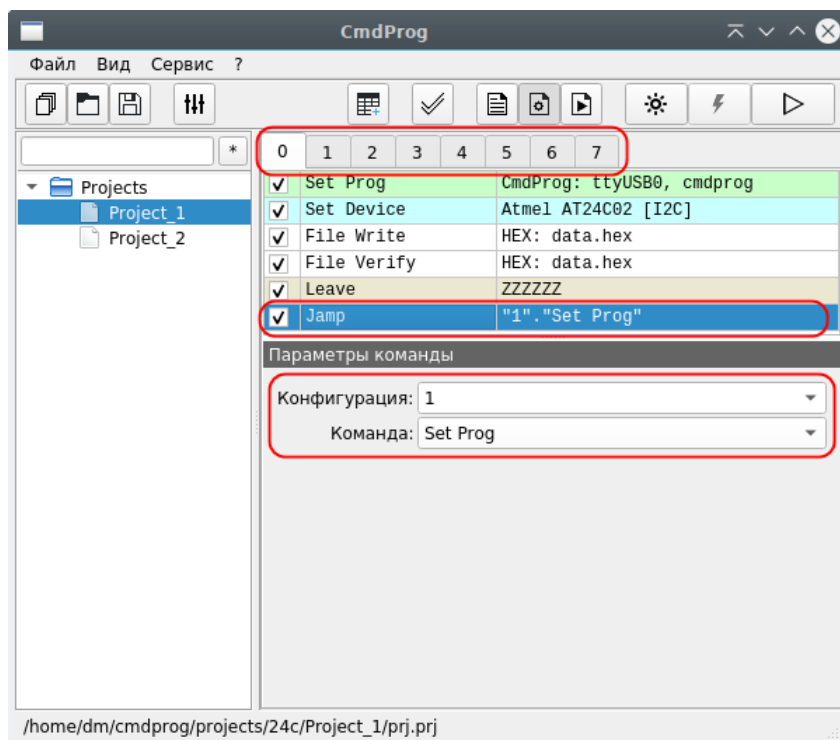 CmdProg
Файл Вид Сервис ?
*
0 1 2 3 4 5 6 7
Projects
Project_1
Project_2
Set Prog CmdProg: ttyUSB0, cmdprog
Set Device Atmel AT24C02 [I2C]
File Write HEX: data.hex
File Verify HEX: data.hex
Leave ZZZZZZ
Jamp "1"."Set Prog"
Параметры команды
Конфигурация: 1
Команда: Set Prog
/home/dm/cmdprog/projects/24c/Project_1/prj.prj